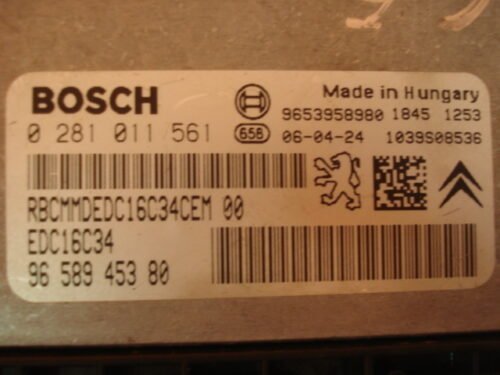 BOSCH
Made in Hungary
9653958980 1845 1253
0 281 011 561
658
06-04-24 1039S08536
RBCMMDEDC16C34CEM 00
EDC16C34
96 589 453 80